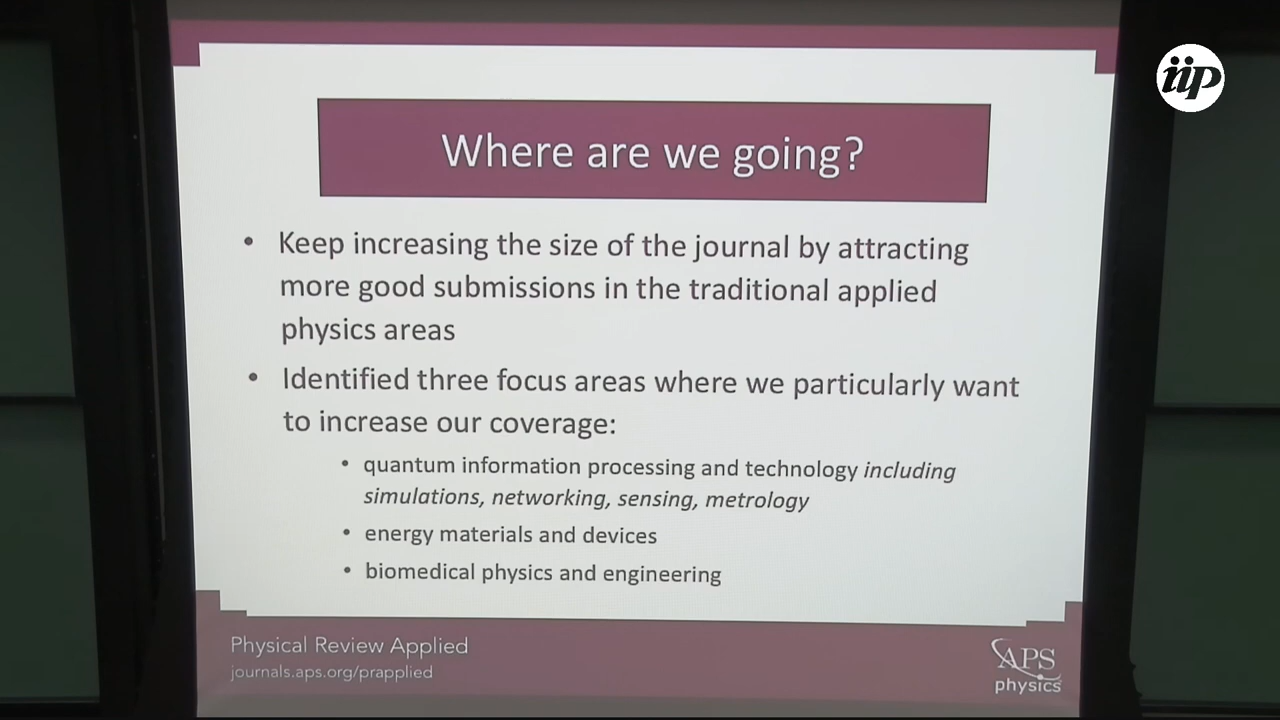 iip
Where are we going?
• Keep increasing the size of the journal by attracting
more good submissions in the traditional applied
physics areas
• Identified three focus areas where we particularly want
to increase our coverage:
• quantum information processing and technology including
simulations, networking, sensing, metrology
• energy materials and devices
• biomedical physics and engineering
Physical Review Applied
journals.aps.org/prapplied
APS
physics